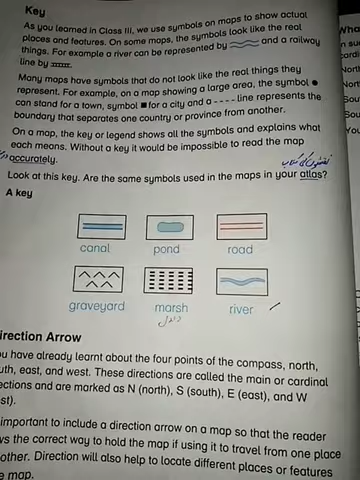 Key
As you learned in Class III, we use symbols on maps to show actual
places and features. On some maps, the symbols look like the real
things. For example a river can be represented by and a railway
line by
Many maps have symbols that do not look like the real things they
represent. For example, on a map showing a large area, the symbol ●
can stand for a town, symbol ■ for a city and a - - - - line represents the
boundary that separates one country or province from another.
On a map, the key or legend shows all the symbols and explains what
each means. Without a key it would be impossible to read the map
accurately.
Look at this key. Are the same symbols used in the maps in your atlas?
A key
canal pond road
graveyard marsh river
دلدل
irection Arrow
ou have already learnt about the four points of the compass, north,
uth, east, and west. These directions are called the main or cardinal
ections and are marked as N (north), S (south), E (east), and W
st).
important to include a direction arrow on a map so that the reader
ws the correct way to hold the map if using it to travel from one place
other. Direction will also help to locate different places or features
e map.
Wha
Nort
Nort
Sou
Sou
You